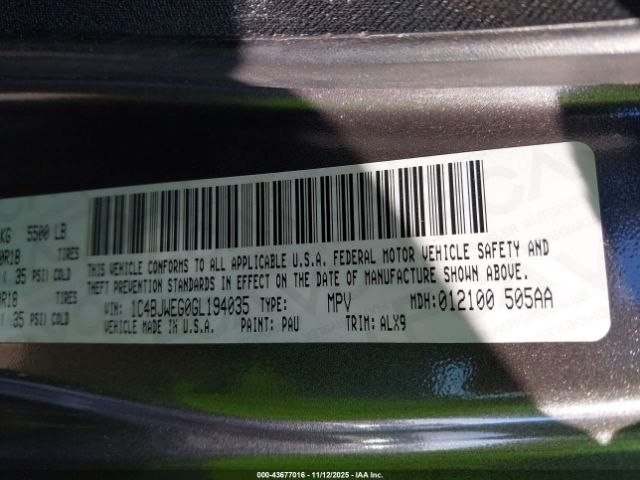 KG 5500 LB
0R18 TIRES
( 35 PSI) COLD
0R18 TIRES
( 35 PSI) COLD
THIS VEHICLE CONFORMS TO ALL APPLICABLE U.S.A. FEDERAL MOTOR VEHICLE SAFETY AND
THEFT PREVENTION STANDARDS IN EFFECT ON THE DATE OF MANUFACTURE SHOWN ABOVE.
VIN: 1C4BJWEG0GL194035 TYPE: MPV MDH: 012100 505AA
VEHICLE MADE IN U.S.A. PAINT: PAU TRIM: ALX9
000-43677016 - 11/12/2025 - IAA Inc.